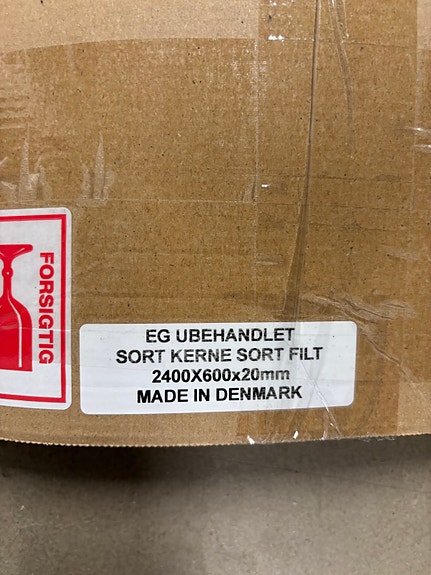 FORSIGTIG
EG UBEHANDLET
SORT KERNE SORT FILT
2400X600x20mm
MADE IN DENMARK